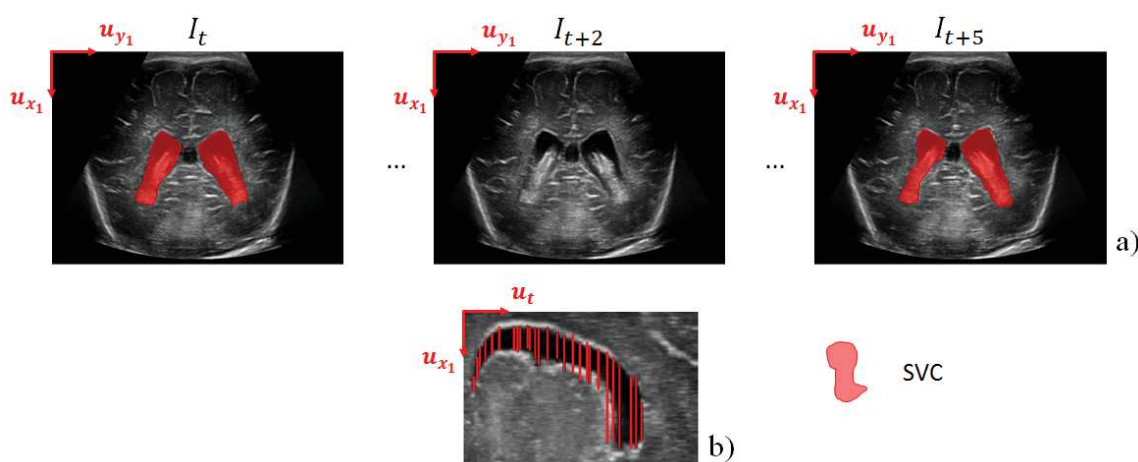 u_{y_1} I_t u_{y_1} I_{t+2} u_{y_1} I_{t+5}
u_{x_1} u_{x_1} u_{x_1}
... ...
a)
u_t
u_{x_1}
SVC
b)